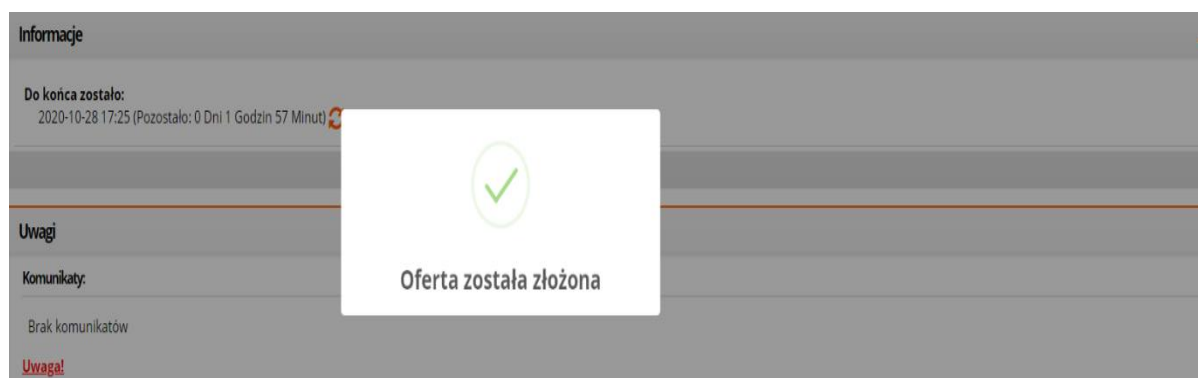 Informacje
Do końca zostało:
2020-10-28 17:25 (Pozostało: 0 Dni 1 Godzin 57 Minut)
Oferta została złożona
Uwagi
Komunikaty:
Brak komunikatów
Uwaga!